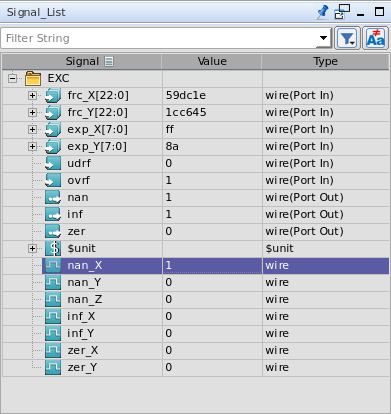 Signal_List
Filter String
Signal Value Type
EXC
frc_X[22:0] 59dc1e wire(Port In)
frc_Y[22:0] 1cc645 wire(Port In)
exp_X[7:0] ff wire(Port In)
exp_Y[7:0] 8a wire(Port In)
udrf 0 wire(Port In)
ovrf 1 wire(Port In)
nan 1 wire(Port Out)
inf 1 wire(Port Out)
zer 0 wire(Port Out)
$unit $unit
nan_X 1 wire
nan_Y 0 wire
nan_Z 0 wire
inf_X 0 wire
inf_Y 0 wire
zer_X 0 wire
zer_Y 0 wire